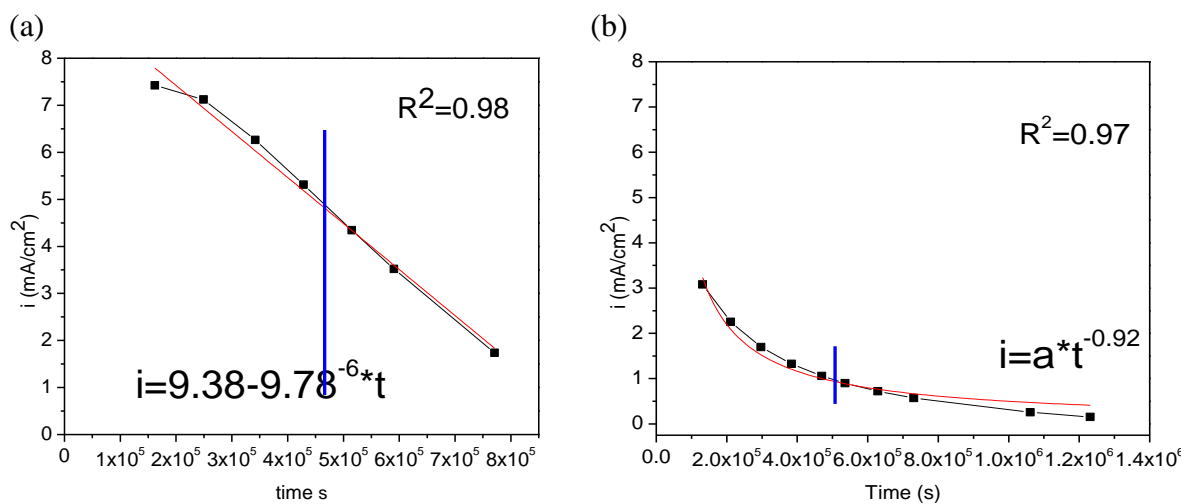 (a)
8
7
6
5
4
3
2
1
0
i (mA/cm²)
R²=0.98
i=9.38-9.78⁻⁶*t
0 1x10⁵ 2x10⁵ 3x10⁵ 4x10⁵ 5x10⁵ 6x10⁵ 7x10⁵ 8x10⁵
time s
(b)
8
7
6
5
4
3
2
1
0
i (mA/cm²)
R²=0.97
i=a*t⁻⁰·⁹²
0.0 2.0x10⁵ 4.0x10⁵ 6.0x10⁵ 8.0x10⁵ 1.0x10⁶ 1.2x10⁶ 1.4x10⁶
Time (s)